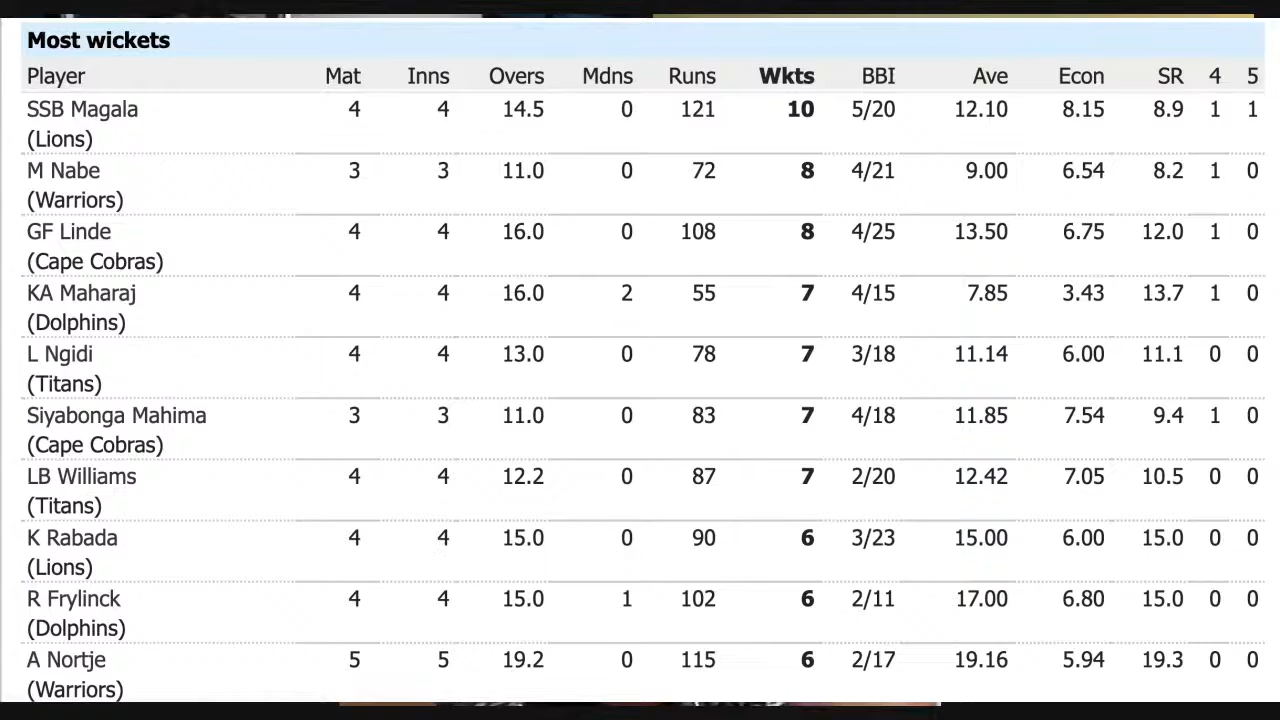 Most wickets
Player Mat Inns Overs Mdns Runs Wkts BBI Ave Econ SR 4 5
SSB Magala 4 4 14.5 0 121 10 5/20 12.10 8.15 8.9 1 1
(Lions)
M Nabe 3 3 11.0 0 72 8 4/21 9.00 6.54 8.2 1 0
(Warriors)
GF Linde 4 4 16.0 0 108 8 4/25 13.50 6.75 12.0 1 0
(Cape Cobras)
KA Maharaj 4 4 16.0 2 55 7 4/15 7.85 3.43 13.7 1 0
(Dolphins)
L Ngidi 4 4 13.0 0 78 7 3/18 11.14 6.00 11.1 0 0
(Titans)
Siyabonga Mahima 3 3 11.0 0 83 7 4/18 11.85 7.54 9.4 1 0
(Cape Cobras)
LB Williams 4 4 12.2 0 87 7 2/20 12.42 7.05 10.5 0 0
(Titans)
K Rabada 4 4 15.0 0 90 6 3/23 15.00 6.00 15.0 0 0
(Lions)
R Frylinck 4 4 15.0 1 102 6 2/11 17.00 6.80 15.0 0 0
(Dolphins)
A Nortje 5 5 19.2 0 115 6 2/17 19.16 5.94 19.3 0 0
(Warriors)